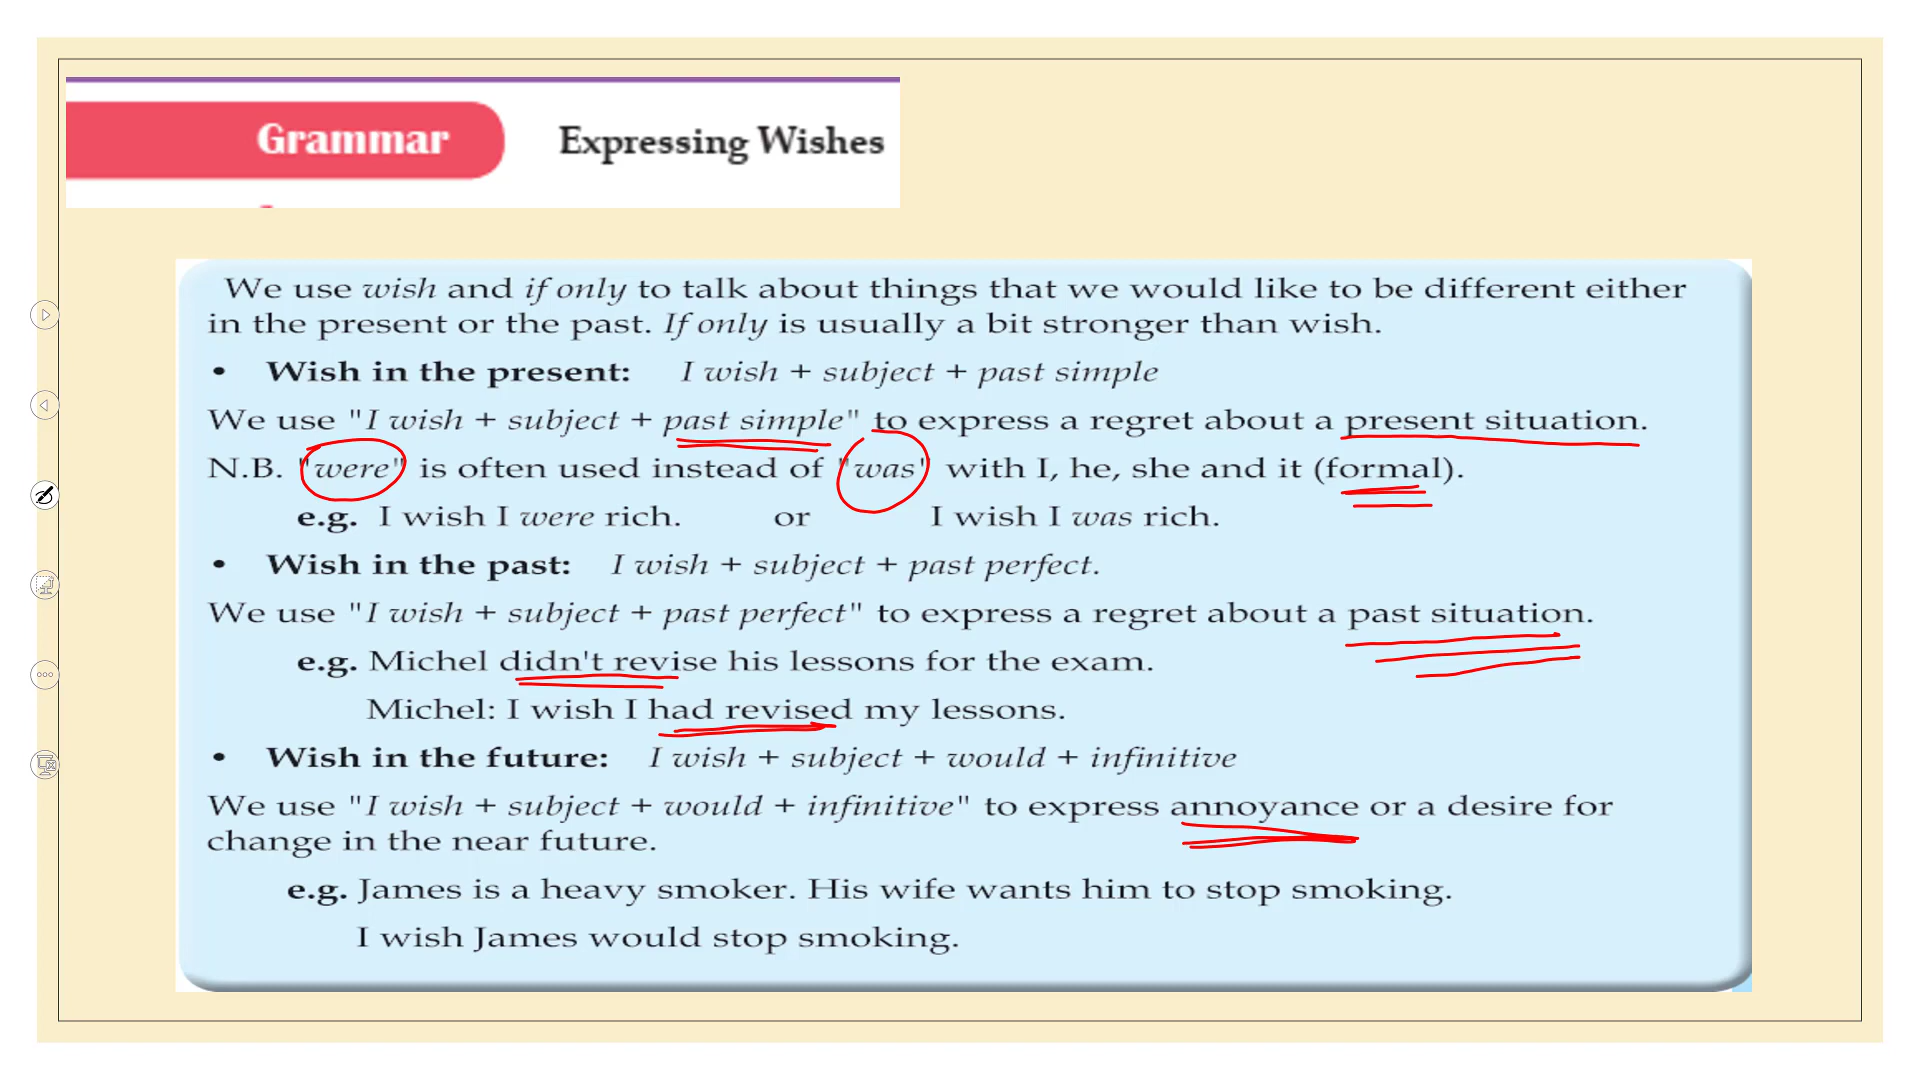 Grammar Expressing Wishes
We use wish and if only to talk about things that we would like to be different either
in the present or the past. If only is usually a bit stronger than wish.
• Wish in the present: I wish + subject + past simple
We use "I wish + subject + past simple" to express a regret about a present situation.
N.B. "were" is often used instead of "was" with I, he, she and it (formal).
e.g. I wish I were rich. or I wish I was rich.
• Wish in the past: I wish + subject + past perfect.
We use "I wish + subject + past perfect" to express a regret about a past situation.
e.g. Michel didn't revise his lessons for the exam.
Michel: I wish I had revised my lessons.
• Wish in the future: I wish + subject + would + infinitive
We use "I wish + subject + would + infinitive" to express annoyance or a desire for
change in the near future.
e.g. James is a heavy smoker. His wife wants him to stop smoking.
I wish James would stop smoking.